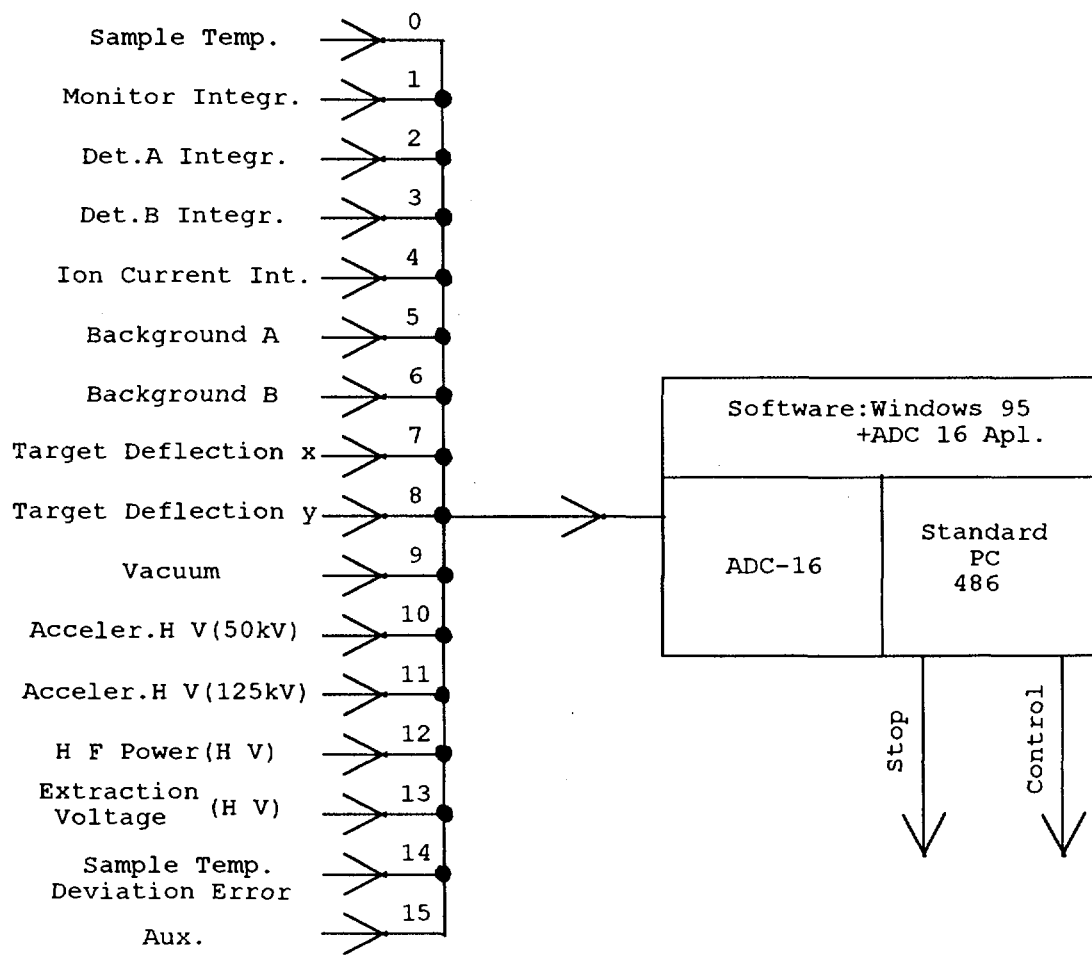 0
Sample Temp.
1
Monitor Integr.
2
Det.A Integr.
3
Det.B Integr.
4
Ion Current Int.
5
Background A
6
Background B
7
Target Deflection x
8
Target Deflection y
9
Vacuum
10
Acceler.H V(50kV)
11
Acceler.H V(125kV)
12
H F Power(H V)
13
Extraction
Voltage (H V)
14
Sample Temp.
Deviation Error
15
Aux.
Software:Windows 95
+ADC 16 Apl.
ADC-16
Standard
PC
486
Stop
Control